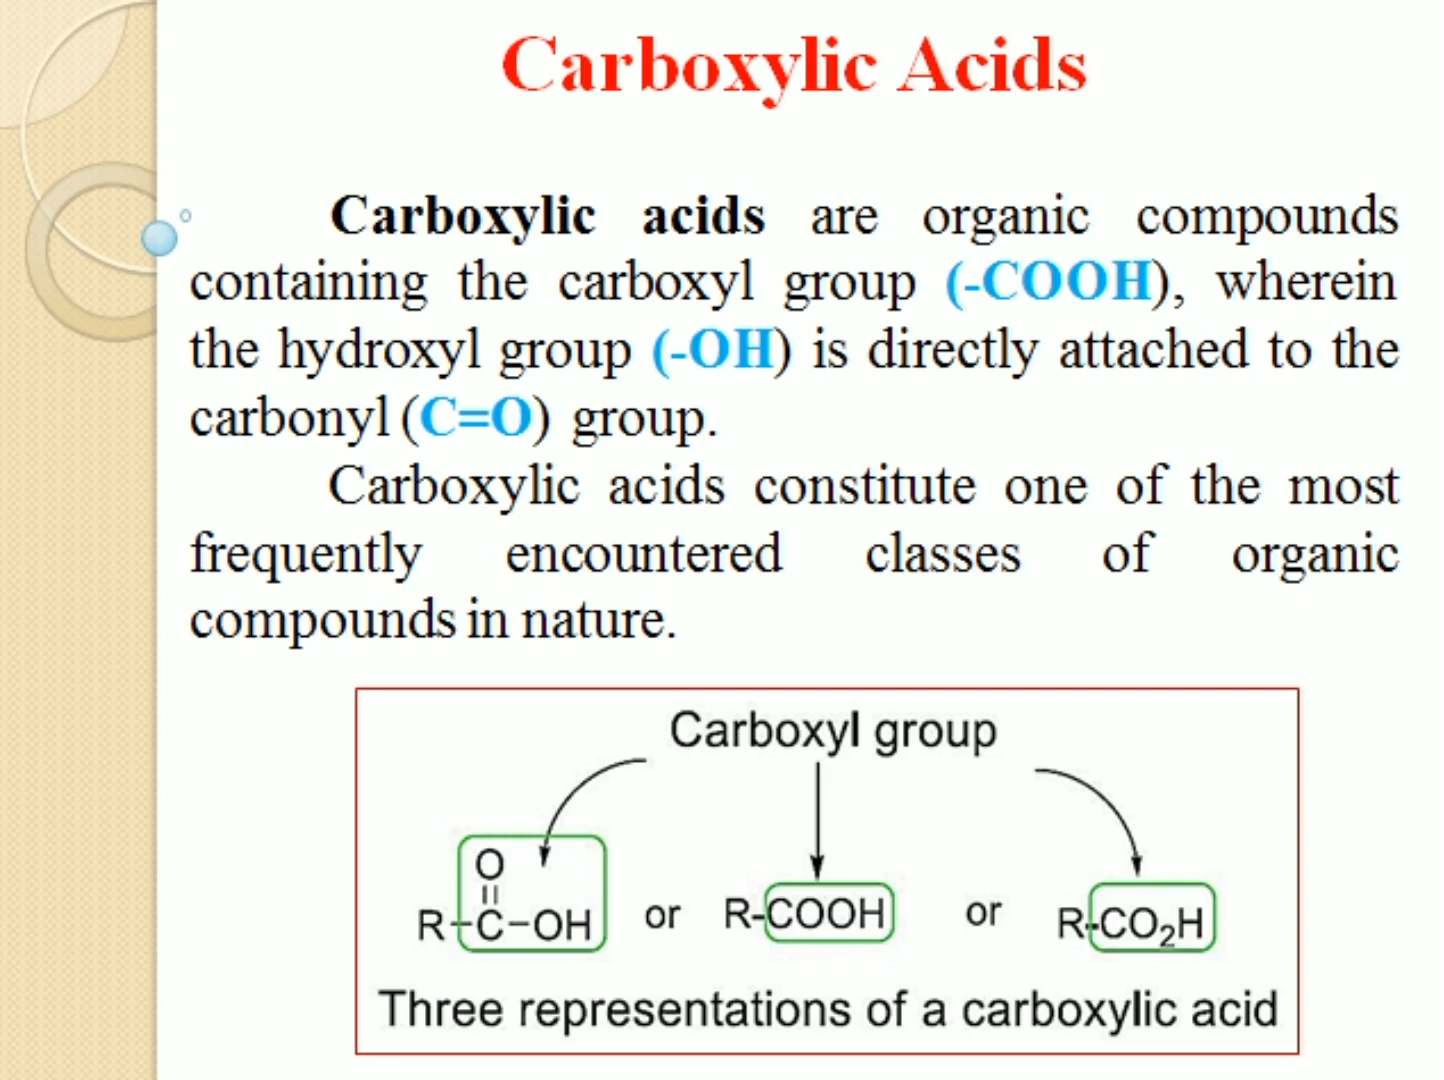 Carboxylic Acids
Carboxylic acids are organic compounds
containing the carboxyl group (-COOH), wherein
the hydroxyl group (-OH) is directly attached to the
carbonyl (C=O) group.
Carboxylic acids constitute one of the most
frequently encountered classes of organic
compounds in nature.
Carboxyl group
O
R-C-OH or R-COOH or R-CO₂H
Three representations of a carboxylic acid